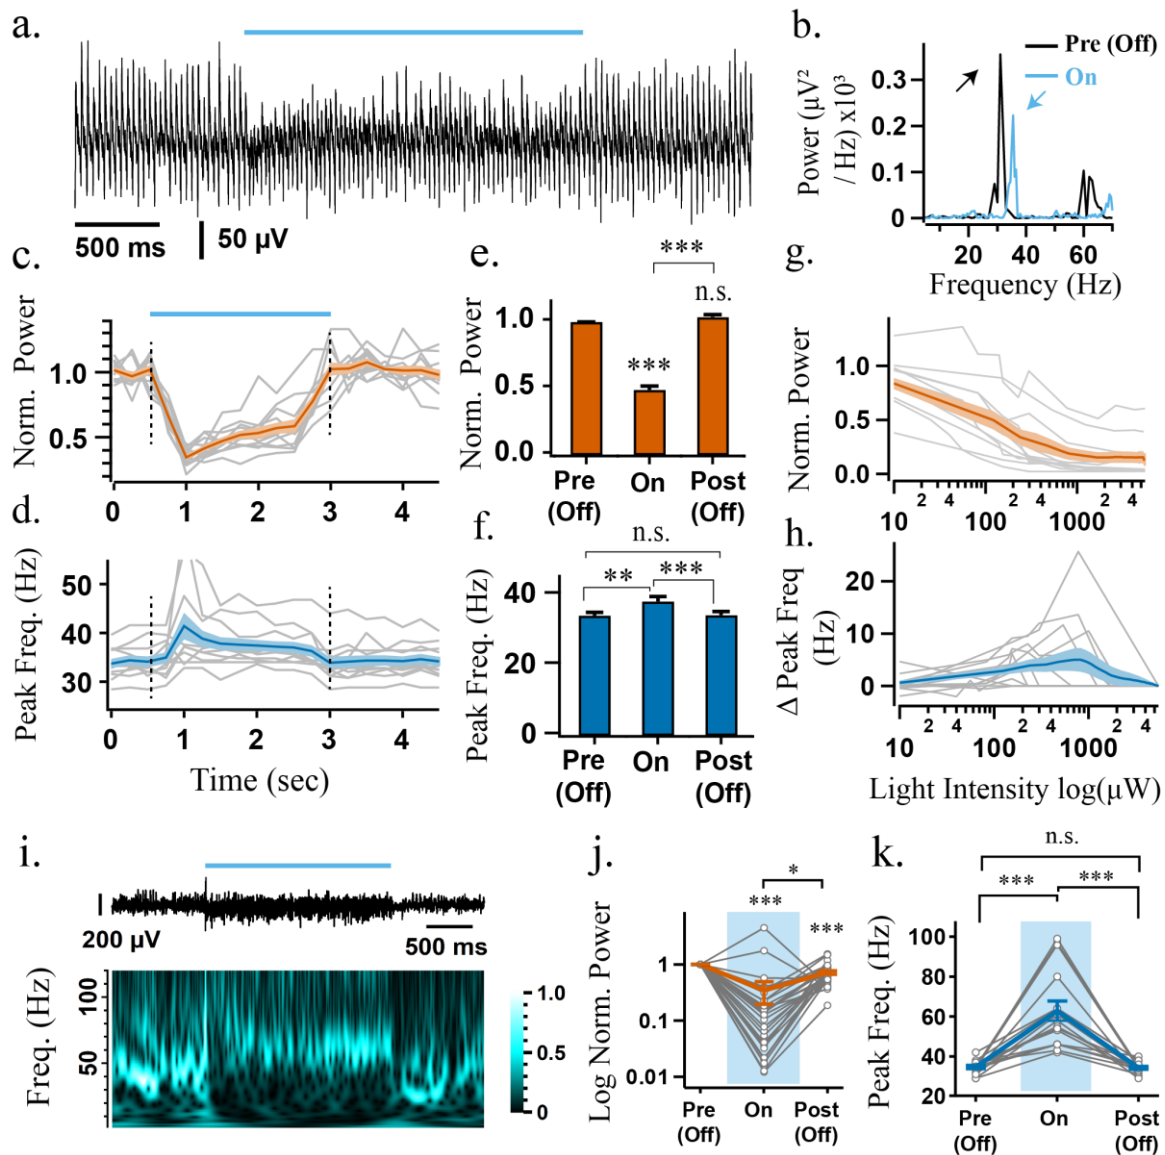 a.
500 ms
50 µV
b.
Pre (Off)
On
Power (µV²
/ Hz) x10³
0.3
0.2
0.1
0
20 40 60
Frequency (Hz)
c.
Norm. Power
1.0
0.5
0 1 2 3 4
d.
Peak Freq. (Hz)
50
40
30
0 1 2 3 4
Time (sec)
e.
***
n.s.
***
Norm. Power
1.0
0.5
0.0
Pre
(Off)
On
Post
(Off)
f.
n.s.
** ***
Peak Freq. (Hz)
40
20
0
Pre
(Off)
On
Post
(Off)
g.
Norm. Power
1.0
0.5
0.0
10 2 4 100 2 4 1000 2 4
h.
Δ Peak Freq
(Hz)
20
10
0
10 2 4 100 2 4 1000 2 4
Light Intensity log(µW)
i.
200 µV
500 ms
Freq. (Hz)
100
50
1.0
0.5
0
j.
*
***
***
Log Norm. Power
1
0.1
0.01
Pre
(Off)
On
Post
(Off)
k.
n.s.
*** ***
Peak Freq. (Hz)
100
80
60
40
20
Pre
(Off)
On
Post
(Off)